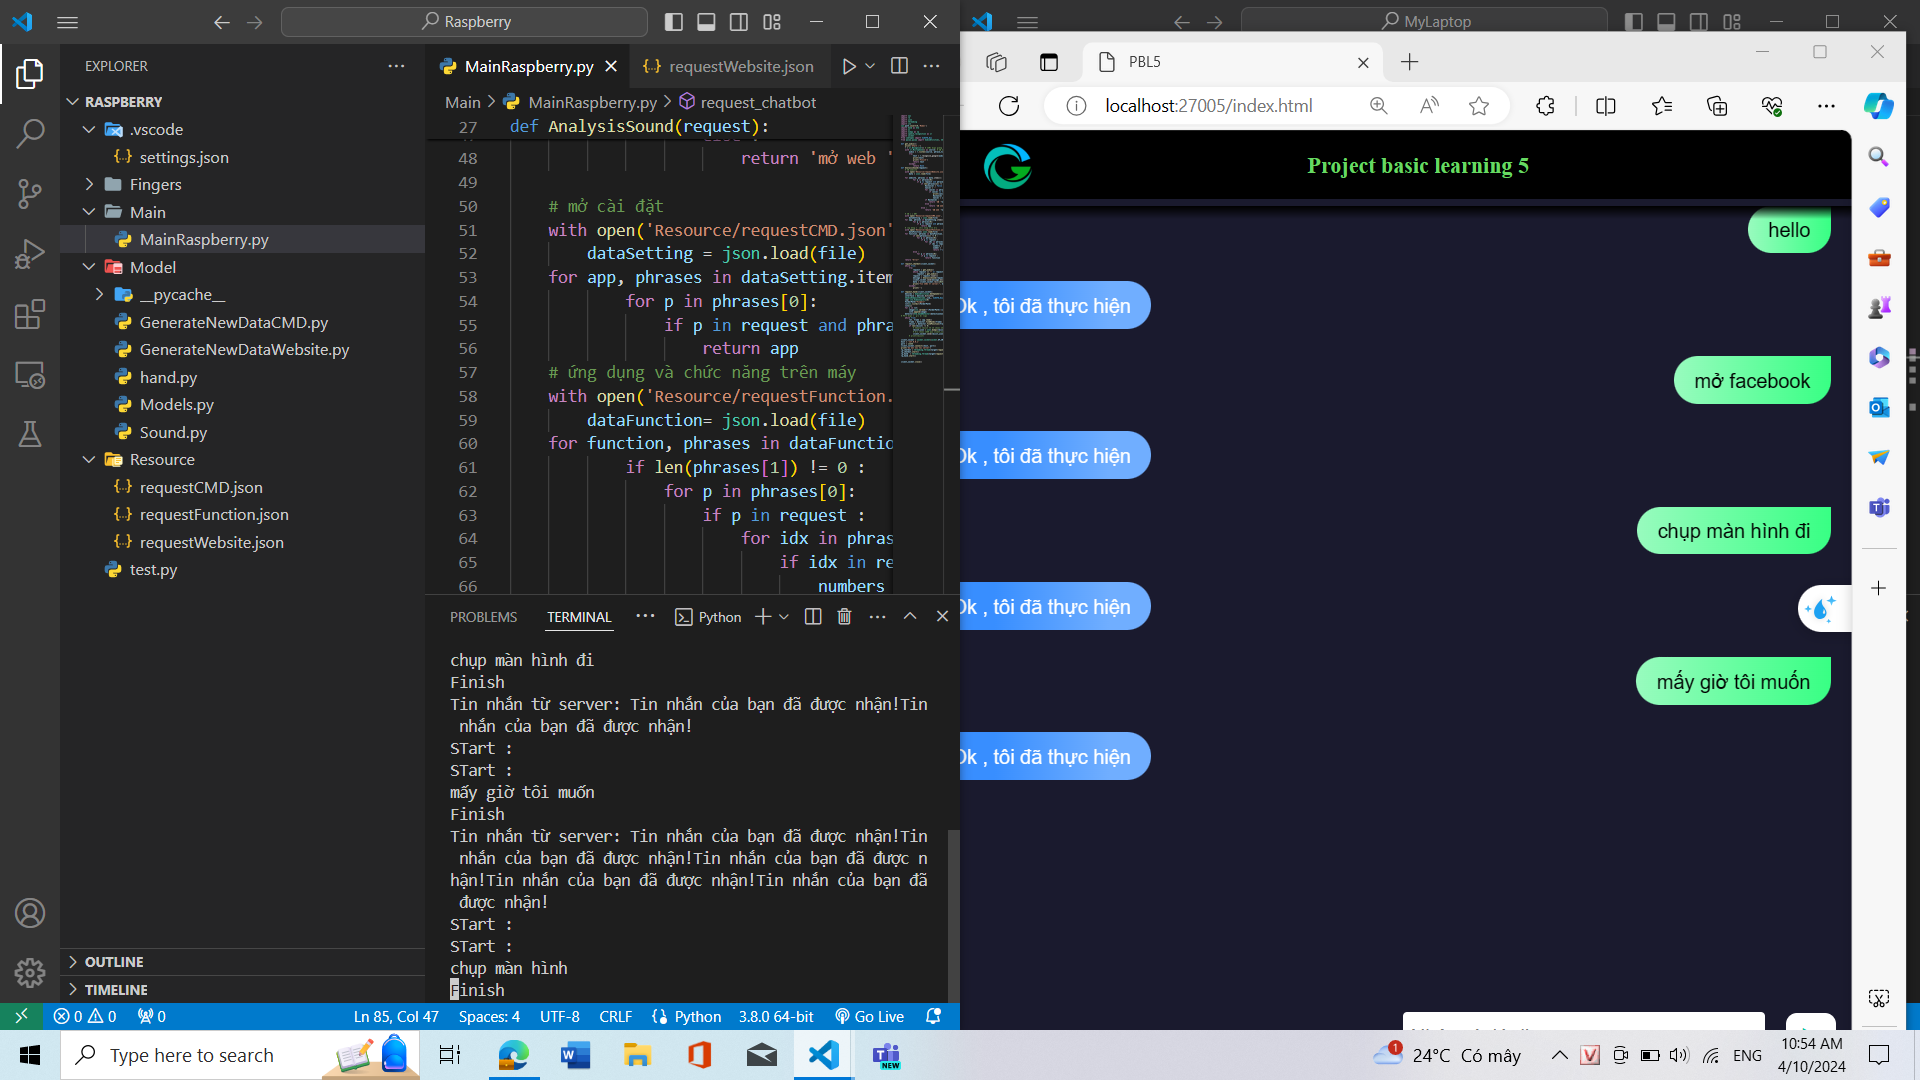 Raspberry
EXPLORER
RASPBERRY
.vscode
settings.json
Fingers
Main
MainRaspberry.py
Model
__pycache__
GenerateNewDataCMD.py
GenerateNewDataWebsite.py
hand.py
Models.py
Sound.py
Resource
requestCMD.json
requestFunction.json
requestWebsite.json
test.py
OUTLINE
TIMELINE
MainRaspberry.py
requestWebsite.json
Main > MainRaspberry.py > request_chatbot
27 def AnalysisSound(request):
48 return 'mở web '
49
50 # mở cài đặt
51 with open('Resource/requestCMD.json'
52 dataSetting = json.load(file)
53 for app, phrases in dataSetting.item
54 for p in phrases[0]:
55 if p in request and phra
56 return app
57 # ứng dụng và chức năng trên máy
58 with open('Resource/requestFunction.
59 dataFunction= json.load(file)
60 for function, phrases in dataFunctio
61 if len(phrases[1]) != 0 :
62 for p in phrases[0]:
63 if p in request :
64 for idx in phras
65 if idx in re
66 numbers
PROBLEMS TERMINAL Python
chụp màn hình đi
Finish
Tin nhắn từ server: Tin nhắn của bạn đã được nhận!Tin
nhắn của bạn đã được nhận!
STart :
STart :
mấy giờ tôi muốn
Finish
Tin nhắn từ server: Tin nhắn của bạn đã được nhận!Tin
nhắn của bạn đã được nhận!Tin nhắn của bạn đã được n
hận!Tin nhắn của bạn đã được nhận!Tin nhắn của bạn đã
được nhận!
STart :
STart :
chụp màn hình
Finish
0 0 0 Ln 85, Col 47 Spaces: 4 UTF-8 CRLF Python 3.8.0 64-bit Go Live
MyLaptop
PBL5
localhost:27005/index.html
Project basic learning 5
hello
Ok , tôi đã thực hiện
mở facebook
Ok , tôi đã thực hiện
chụp màn hình đi
Ok , tôi đã thực hiện
mấy giờ tôi muốn
Ok , tôi đã thực hiện
Type here to search
NEW
1
24°C Có mây
ENG
10:54 AM
4/10/2024